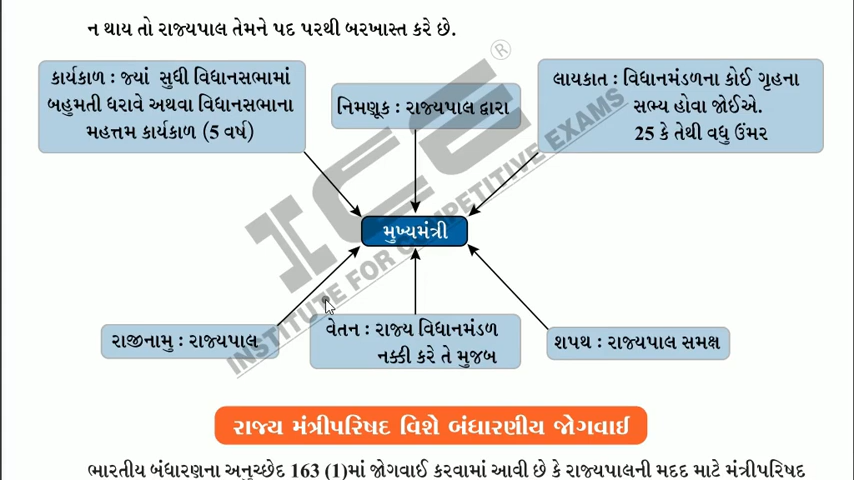 ન થાય તો રાજ્યપાલ તેમને પદ પરથી બરખાસ્ત કરે છે.
કાર્યકાળ : જ્યાં સુધી વિધાનસભામાં
બહુમતી ધરાવે અથવા વિધાનસભાના
મહત્તમ કાર્યકાળ (5 વર્ષ)
નિમણૂક : રાજ્યપાલ દ્વારા
લાયકાત : વિધાનમંડળના કોઈ ગૃહના
સભ્ય હોવા જોઈએ.
25 કે તેથી વધુ ઉંમર
મુખ્યમંત્રી
રાજીનામુ : રાજ્યપાલ
વેતન : રાજ્ય વિધાનમંડળ
નક્કી કરે તે મુજબ
શપથ : રાજ્યપાલ સમક્ષ
ICE
®
INSTITUTE FOR COMPETITIVE EXAMS
રાજ્ય મંત્રીપરિષદ વિશે બંધારણીય જોગવાઈ
ભારતીય બંધારણના અનુચ્છેદ 163 (1)માં જોગવાઈ કરવામાં આવી છે કે રાજ્યપાલની મદદ માટે મંત્રીપરિષદ